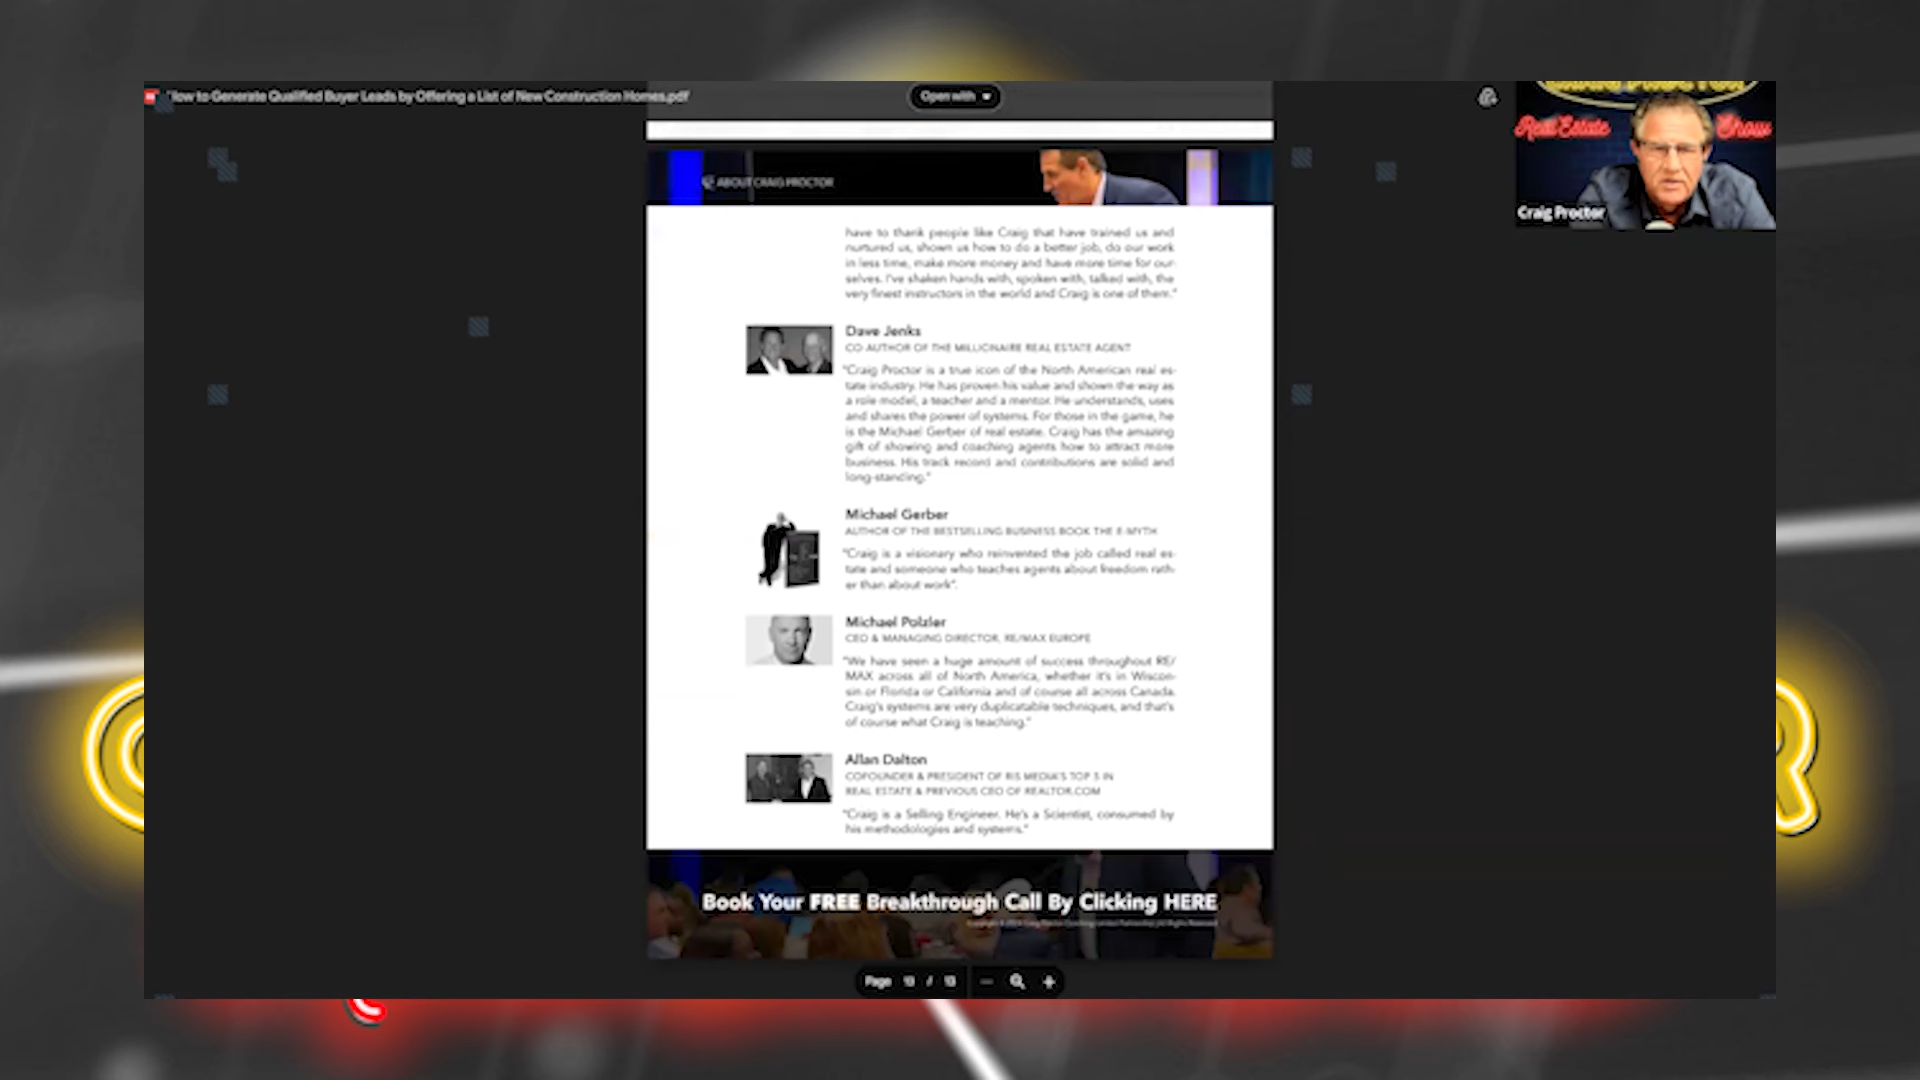 How to Generate Qualified Buyer Leads by Offering a List of New Construction Homes.pdf
Open with
Real Estate Show
Craig Proctor
ABOUT CRAIG PROCTOR
have to thank people like Craig that have trained us and
nurtured us, shown us how to do a better job, do our work
in less time, make more money and have more time for our-
selves. I've shaken hands with, spoken with, talked with, the
very finest instructors in the world and Craig is one of them."
Dave Jenks
CO AUTHOR OF THE MILLIONAIRE REAL ESTATE AGENT
"Craig Proctor is a true icon of the North American real es-
tate industry. He has proven his value and shown the way as
a role model, a teacher and a mentor. He understands, uses
and shares the power of systems. For those in the game, he
is the Michael Gerber of real estate. Craig has the amazing
gift of showing and coaching agents how to attract more
business. His track record and contributions are solid and
long-standing."
Michael Gerber
AUTHOR OF THE BESTSELLING BUSINESS BOOK THE E-MYTH
"Craig is a visionary who reinvented the job called real es-
tate and someone who teaches agents about freedom rath-
er than about work".
Michael Polzler
CEO & MANAGING DIRECTOR, RE/MAX EUROPE
"We have seen a huge amount of success throughout RE/
MAX across all of North America, whether it's in Wiscon-
sin or Florida or California and of course all across Canada.
Craig's systems are very duplicatable techniques, and that's
of course what Craig is teaching."
Allan Dalton
COFOUNDER & PRESIDENT OF RIS MEDIA'S TOP 5 IN
REAL ESTATE & PREVIOUS CEO OF REALTOR.COM
"Craig is a Selling Engineer. He's a Scientist, consumed by
his methodologies and systems."
Book Your FREE Breakthrough Call By Clicking HERE
Page 13 / 13